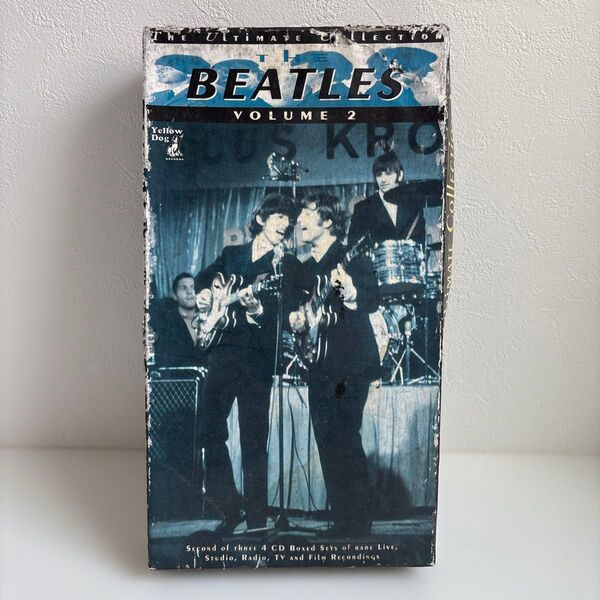 The Ultimate Collection
THE
BEATLES
VOLUME 2
Yellow
Dog
RECORDS
CUS KRO
Second of three 4 CD Boxed Sets of rare Live,
Studio, Radio, TV and Film Recordings